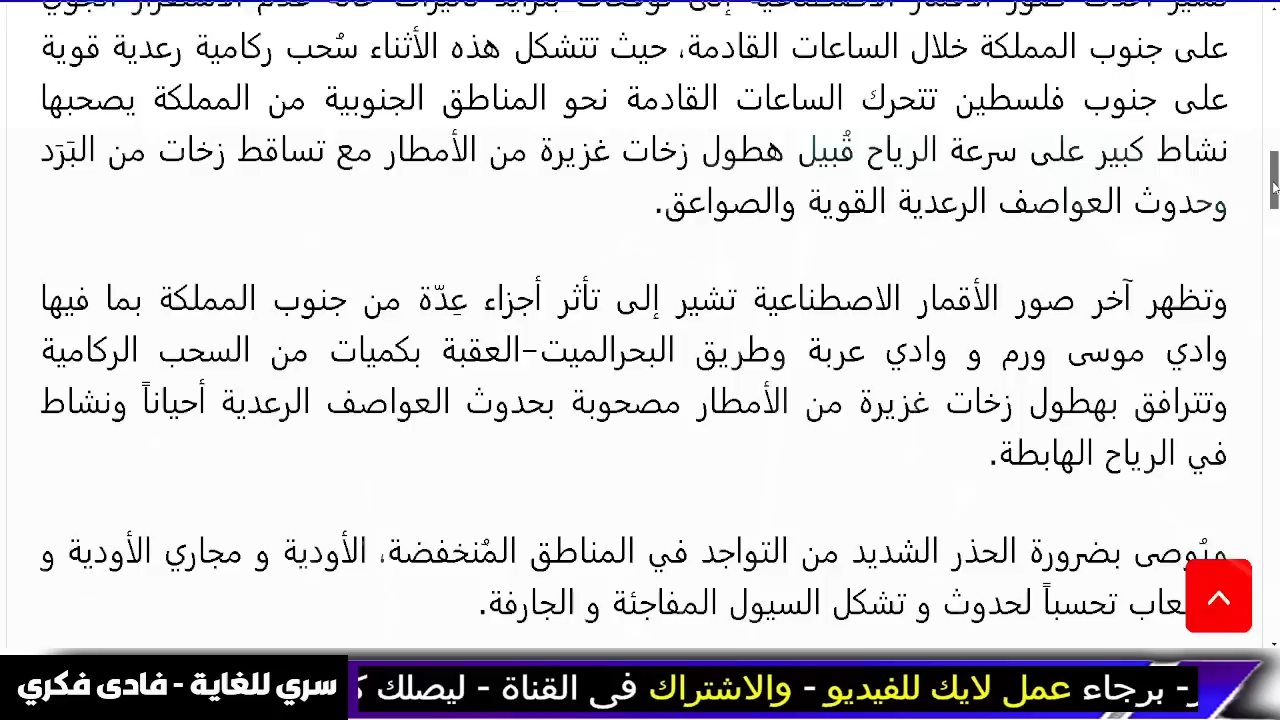 على جنوب المملكة خلال الساعات القادمة، حيث تتشكل هذه الأثناء سُحب ركامية رعدية قوية
على جنوب فلسطين تتحرك الساعات القادمة نحو المناطق الجنوبية من المملكة يصحبها
نشاط كبير على سرعة الرياح قُبيل هطول زخات غزيرة من الأمطار مع تساقط زخات من البَرَد
وحدوث العواصف الرعدية القوية والصواعق.
وتظهر آخر صور الأقمار الاصطناعية تشير إلى تأثر أجزاء عِدّة من جنوب المملكة بما فيها
وادي موسى ورم و وادي عربة وطريق البحرالميت-العقبة بكميات من السحب الركامية
وتترافق بهطول زخات غزيرة من الأمطار مصحوبة بحدوث العواصف الرعدية أحياناً ونشاط
في الرياح الهابطة.
ويُوصى بضرورة الحذر الشديد من التواجد في المناطق المُنخفضة، الأودية و مجاري الأودية و
تحسباً لحدوث و تشكل السيول المفاجئة و الجارفة.
- برجاء عمل لايك للفيديو - والاشتراك فى القناة - ليصلك
سري للغاية - فادى فكري